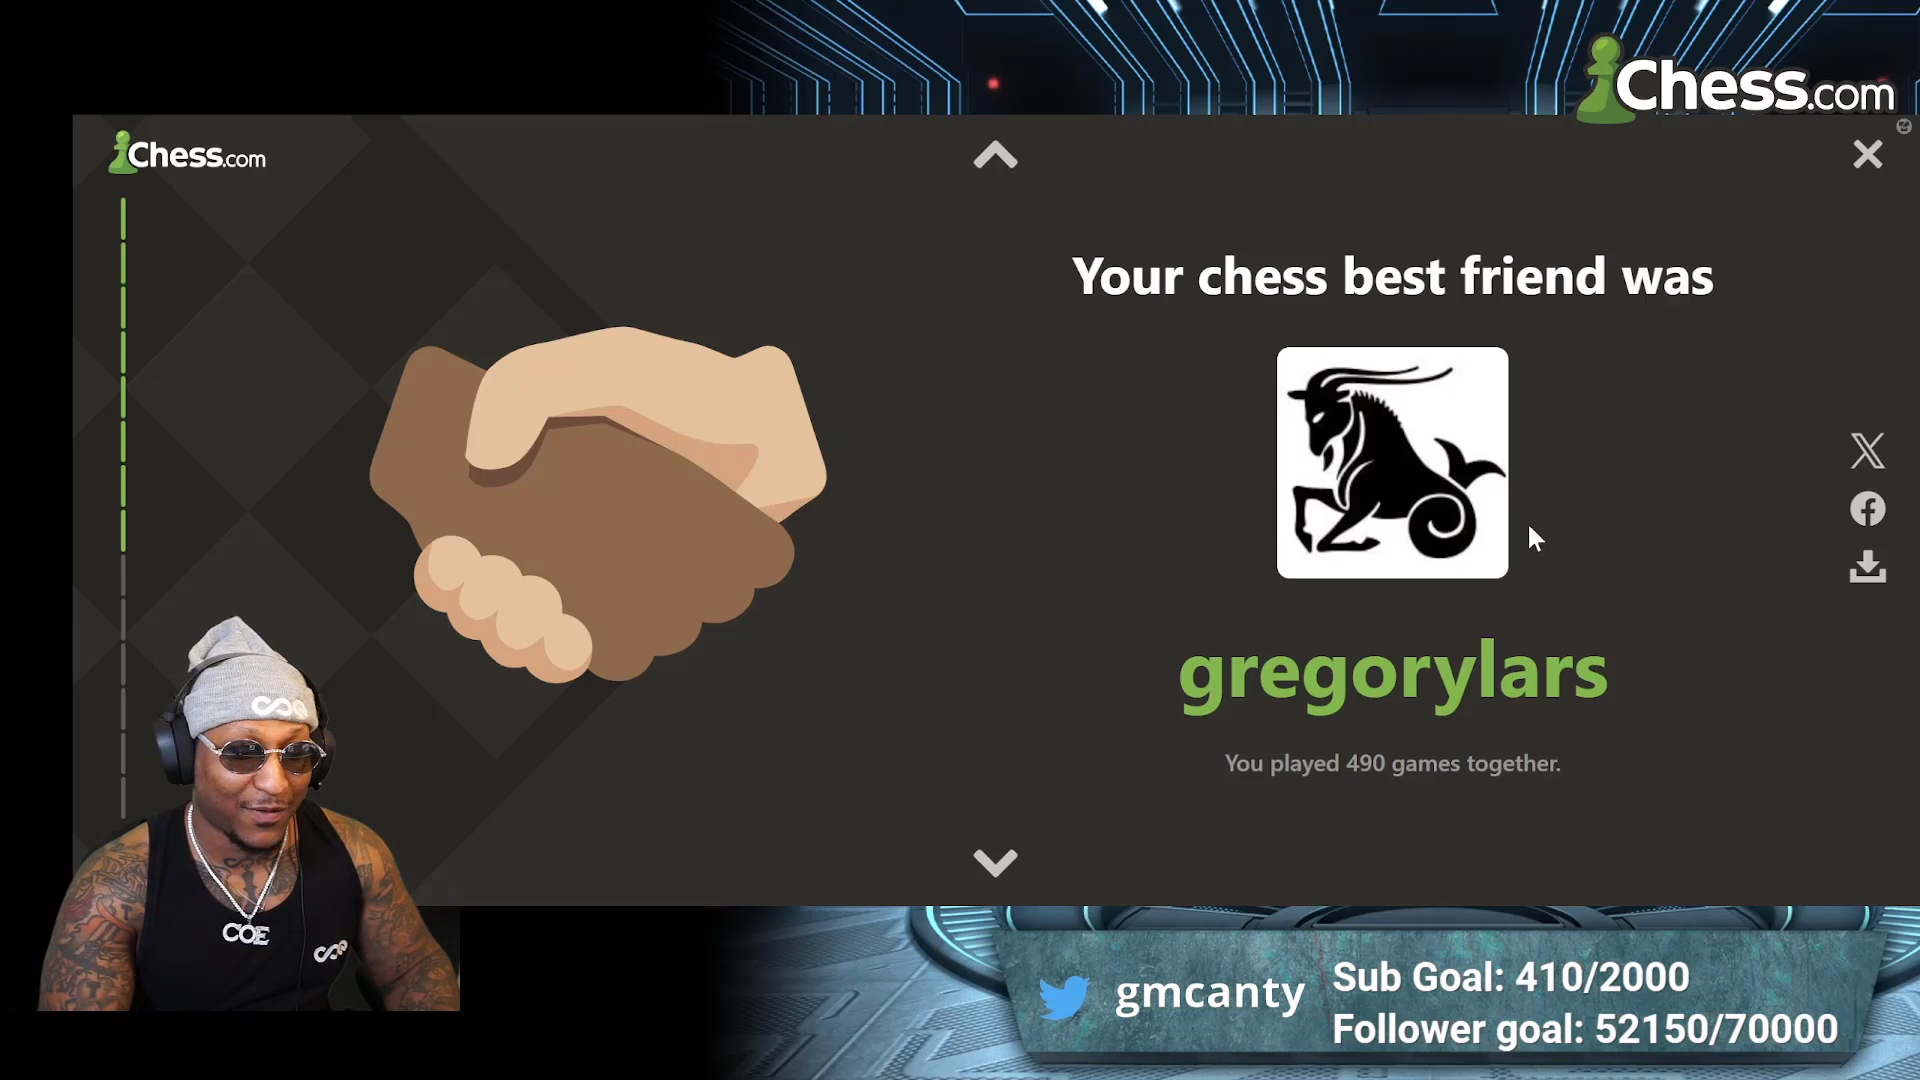 Chess.com
Chess.com
Your chess best friend was
gregorylars
You played 490 games together.
COE
gmcanty
Sub Goal: 410/2000
Follower goal: 52150/70000